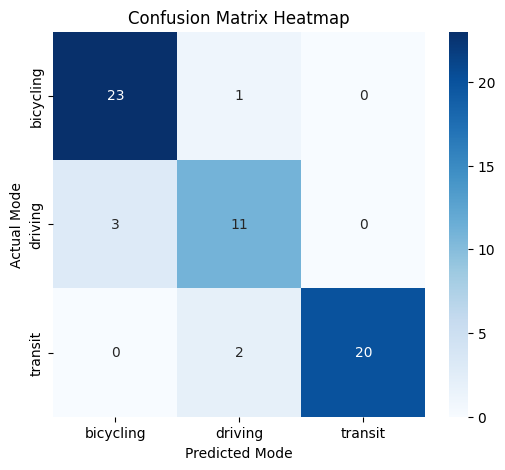 Confusion Matrix Heatmap
Actual Mode
bicycling
driving
transit
23 1 0
3 11 0
0 2 20
bicycling driving transit
Predicted Mode
20
15
10
5
0